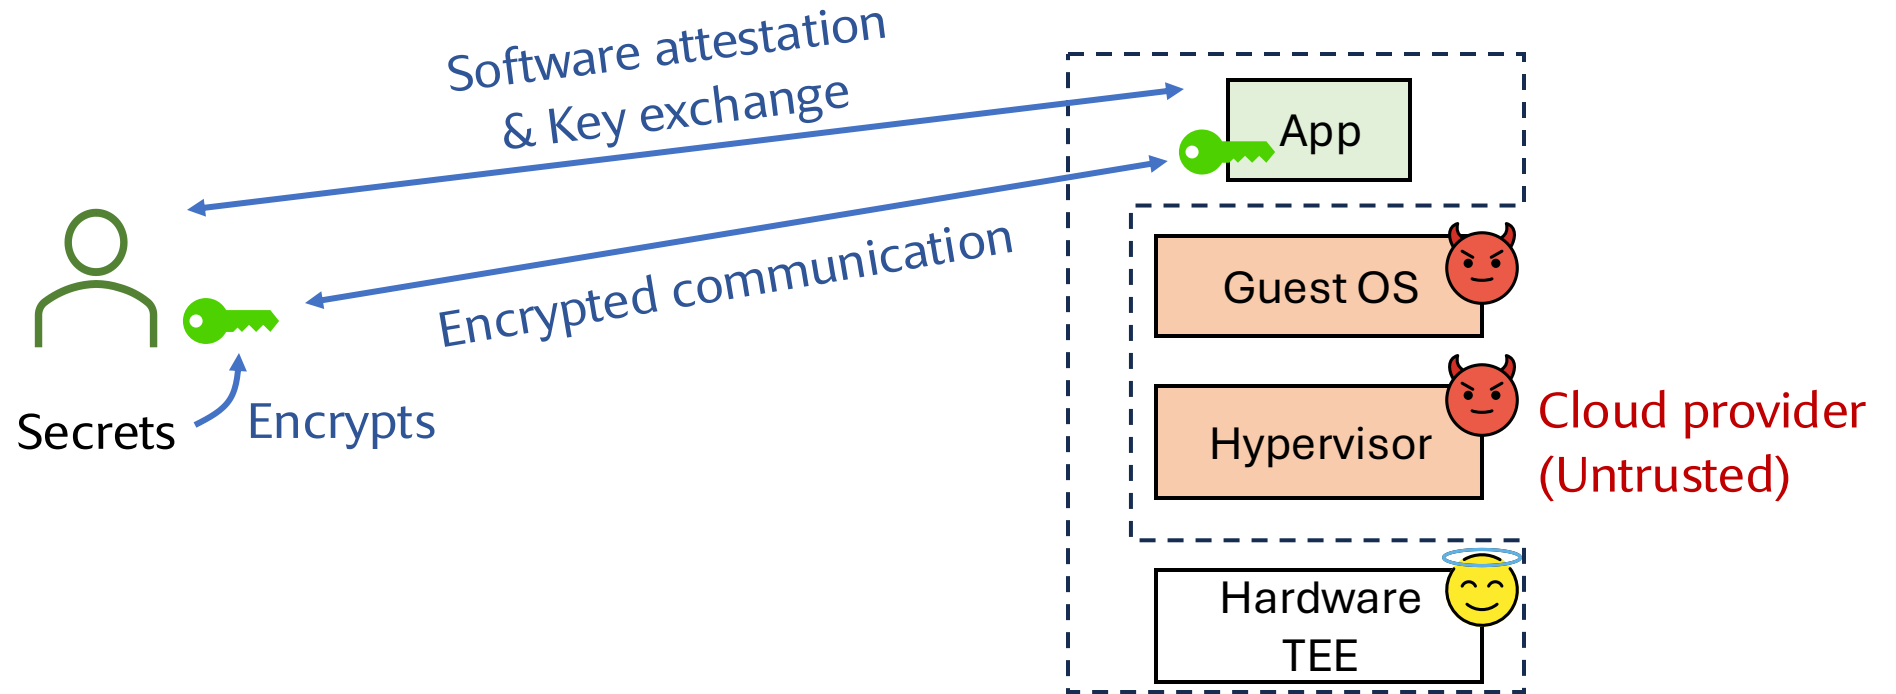 Software attestation
& Key exchange
App
Encrypted communication
Guest OS
Secrets
Encrypts
Hypervisor
Cloud provider
(Untrusted)
Hardware
TEE